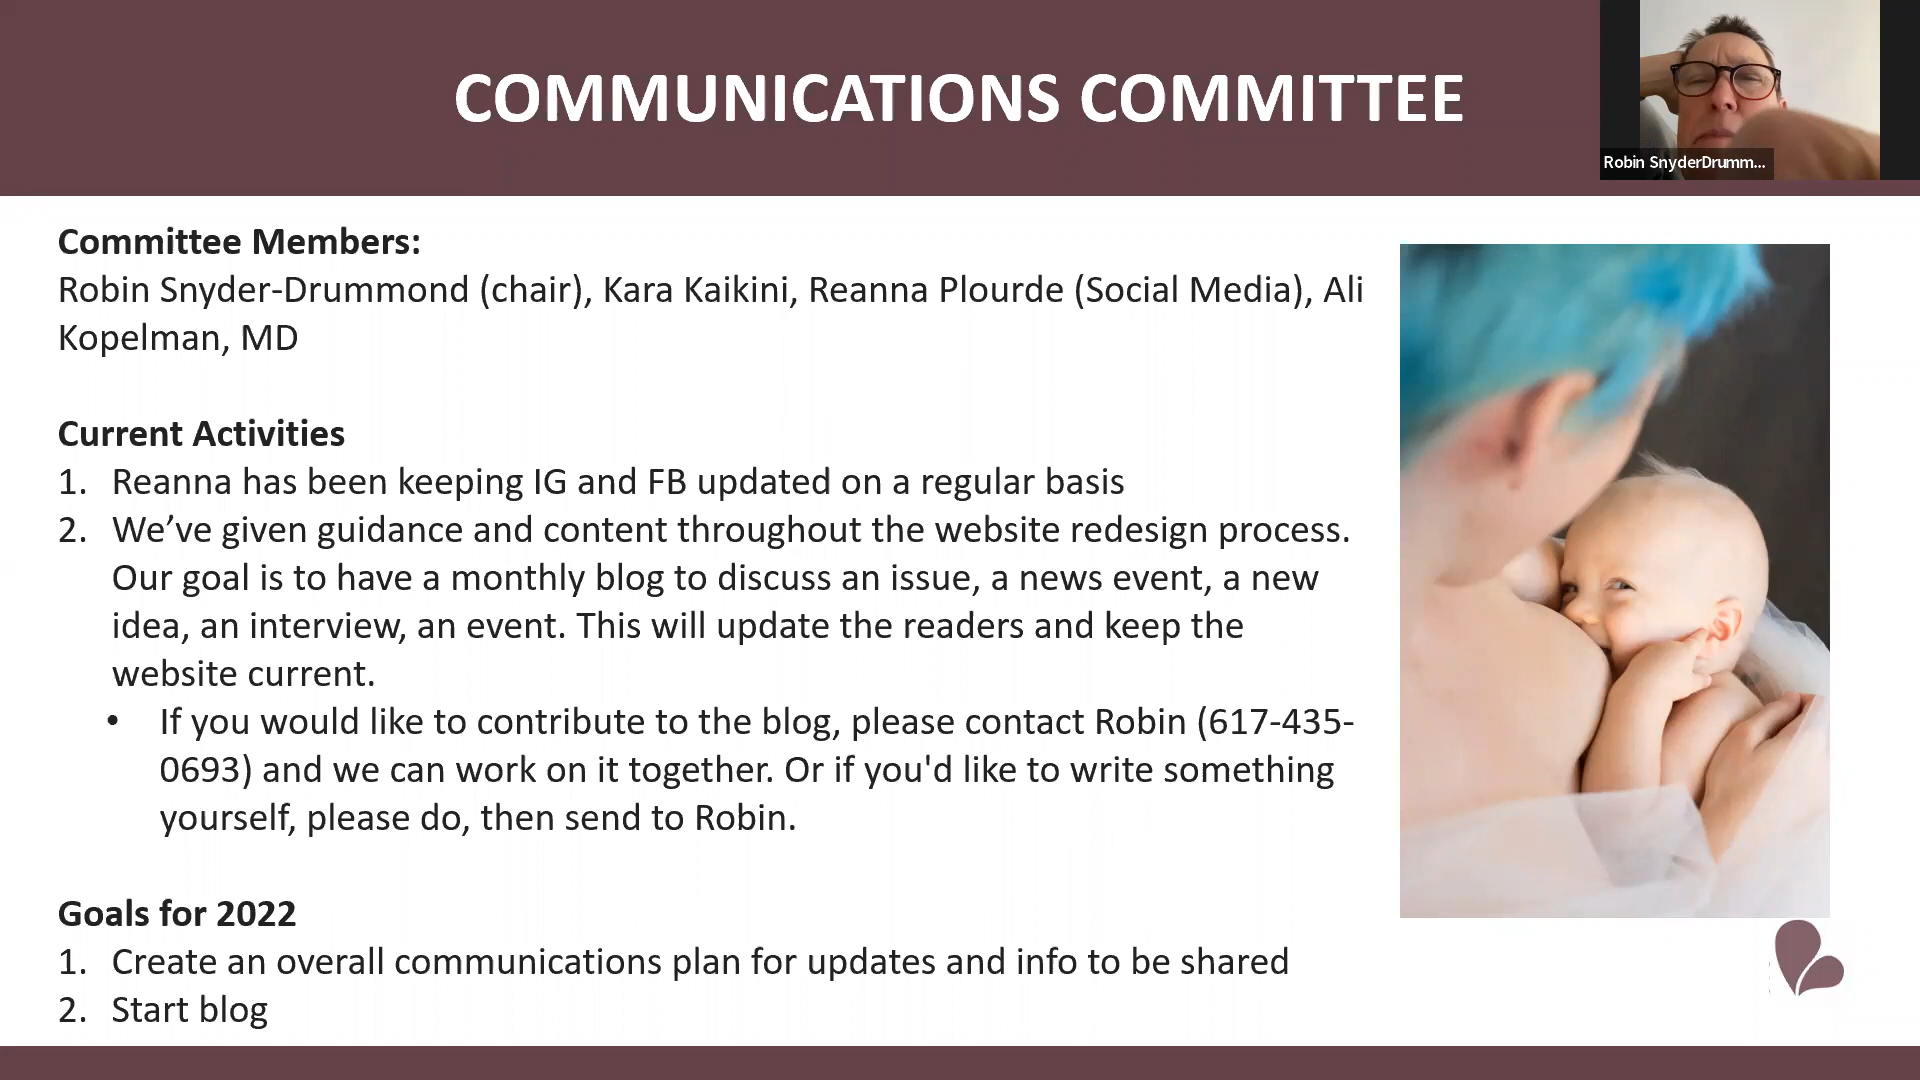 COMMUNICATIONS COMMITTEE
Robin SnyderDrumm...
Committee Members:
Robin Snyder-Drummond (chair), Kara Kaikini, Reanna Plourde (Social Media), Ali
Kopelman, MD
Current Activities
1. Reanna has been keeping IG and FB updated on a regular basis
2. We’ve given guidance and content throughout the website redesign process.
Our goal is to have a monthly blog to discuss an issue, a news event, a new
idea, an interview, an event. This will update the readers and keep the
website current.
• If you would like to contribute to the blog, please contact Robin (617-435-
0693) and we can work on it together. Or if you'd like to write something
yourself, please do, then send to Robin.
Goals for 2022
1. Create an overall communications plan for updates and info to be shared
2. Start blog